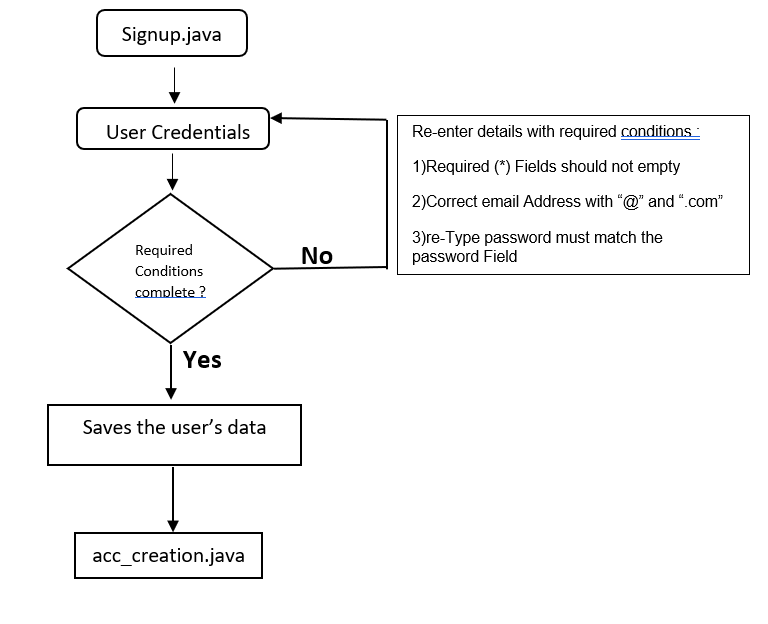 Signup.java
User Credentials
Re-enter details with required conditions :
1)Required (*) Fields should not empty
2)Correct email Address with “@” and “.com”
3)re-Type password must match the
password Field
Required
Conditions
complete ?
No
Yes
Saves the user’s data
acc_creation.java